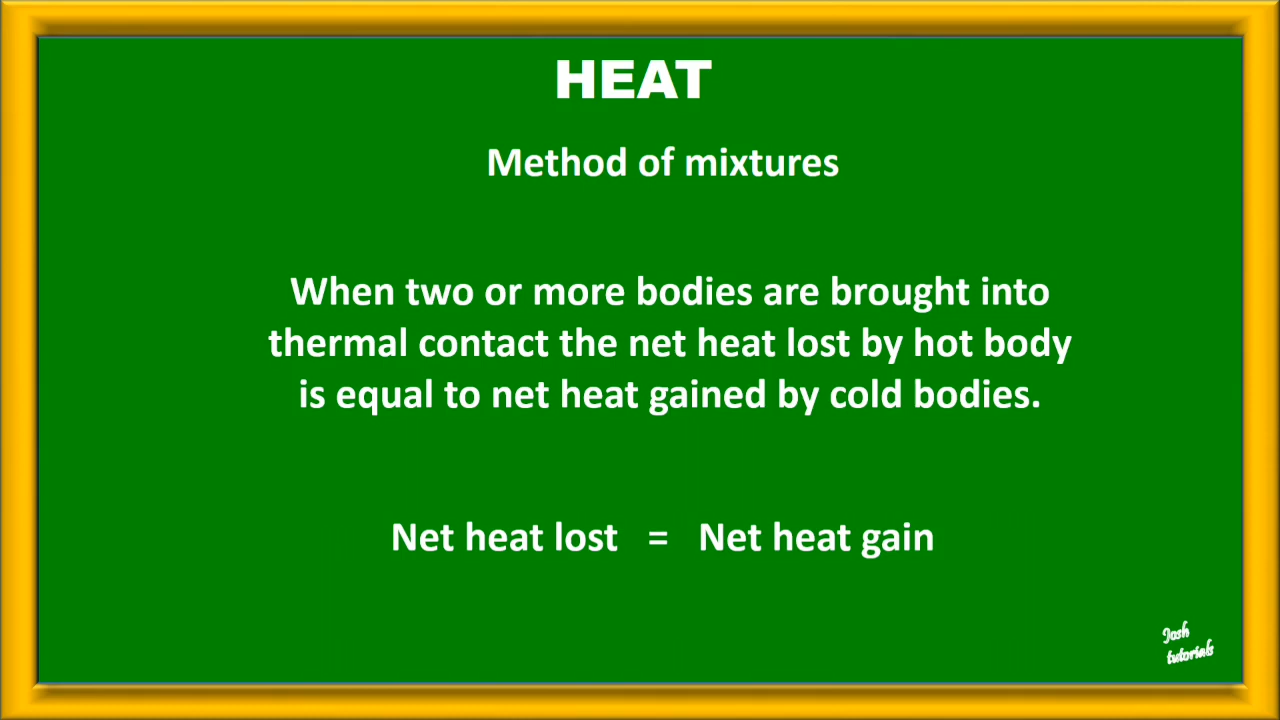 HEAT
Method of mixtures
When two or more bodies are brought into
thermal contact the net heat lost by hot body
is equal to net heat gained by cold bodies.
Net heat lost = Net heat gain
Josh
tutorials